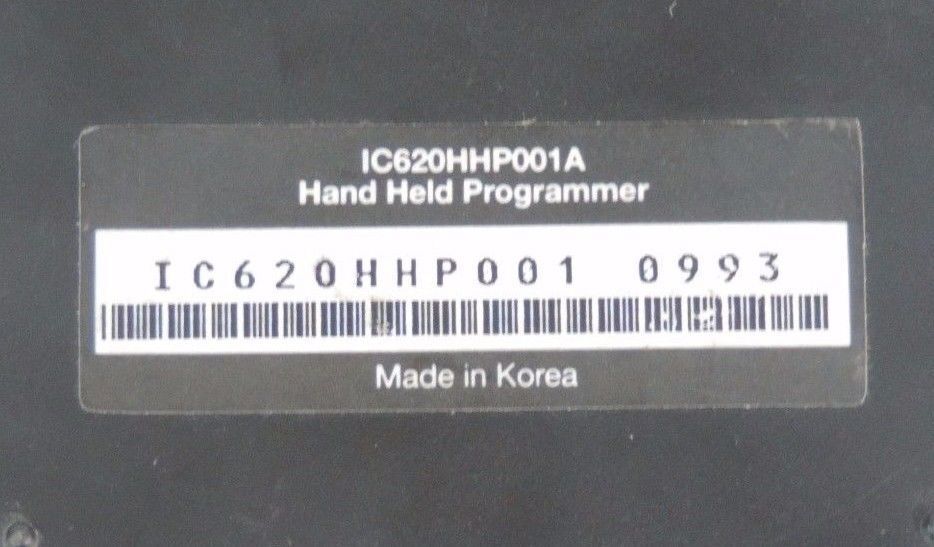 IC620HHP001A
Hand Held Programmer
IC620HHP001 0993
Made in Korea